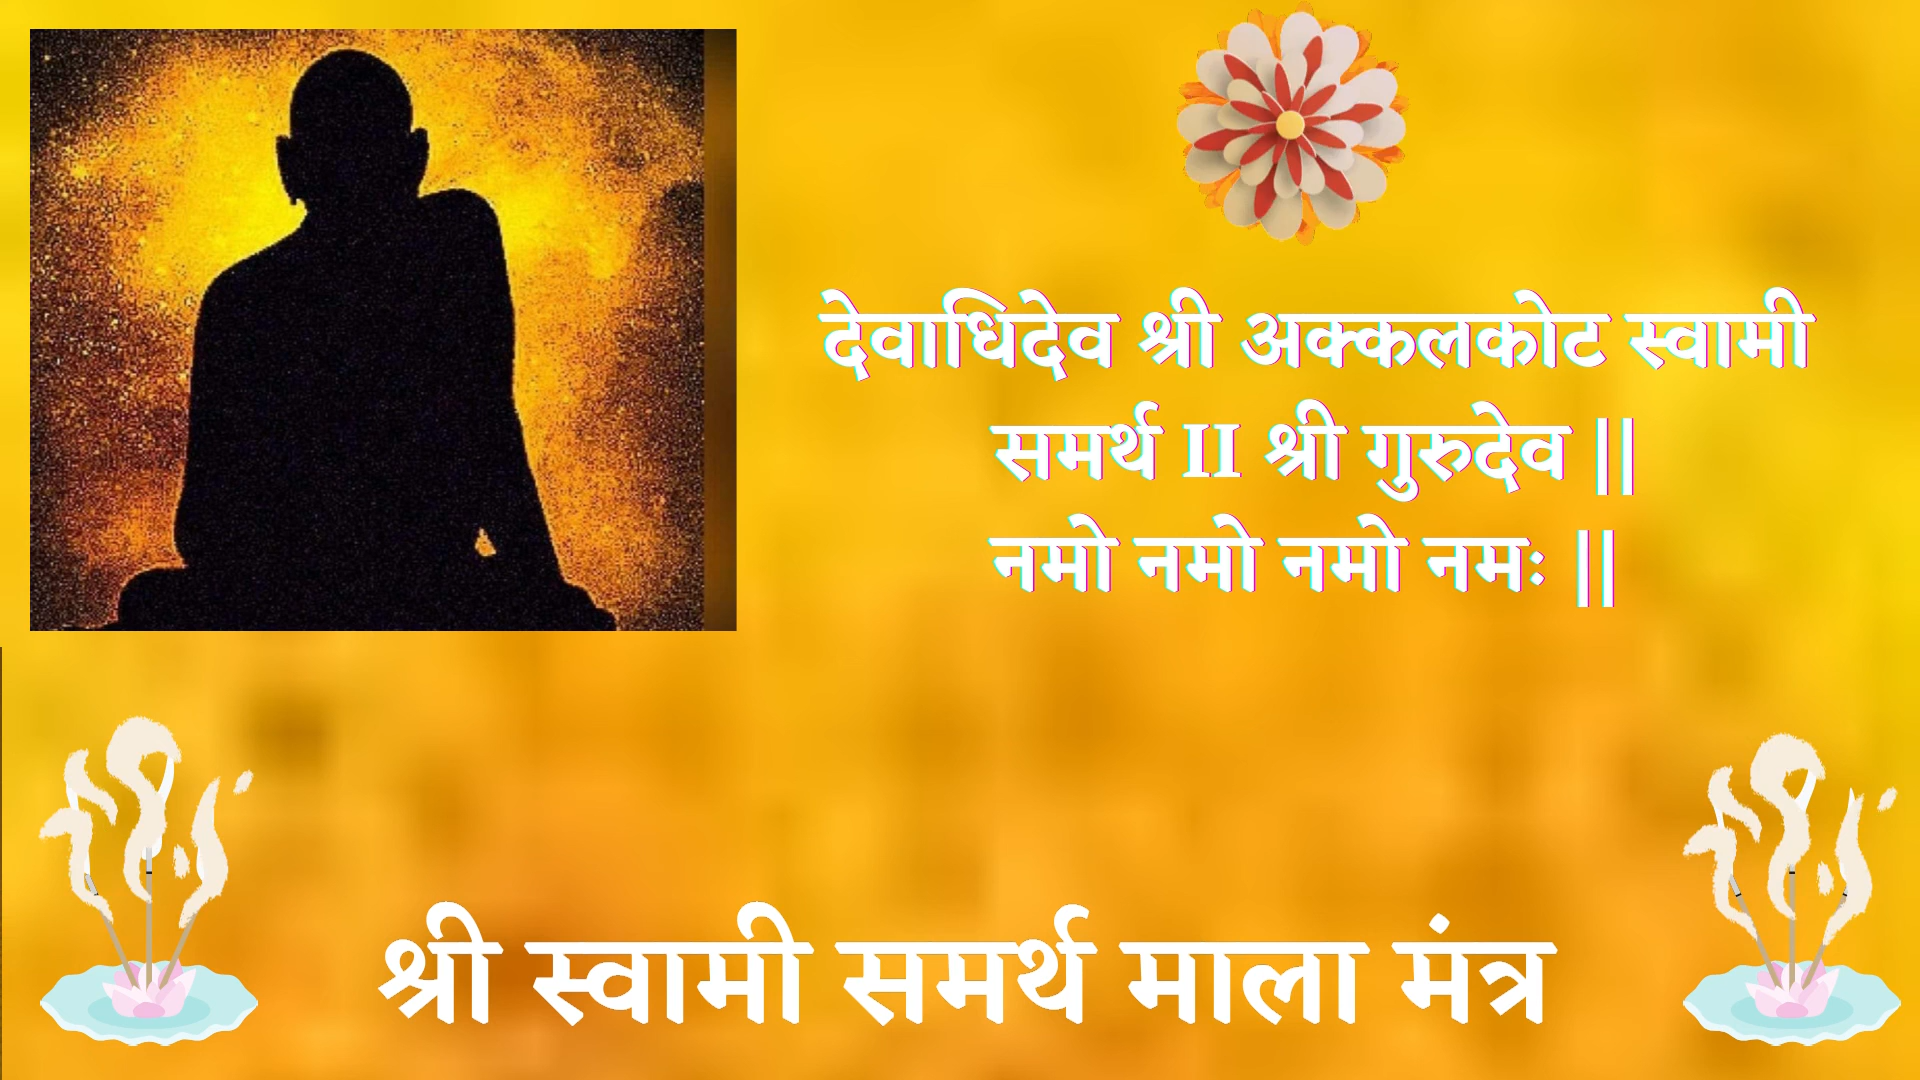 देवाधिदेव श्री अक्कलकोट स्वामी
समर्थ II श्री गुरुदेव ||
नमो नमो नमो नमः ||
श्री स्वामी समर्थ माला मंत्र